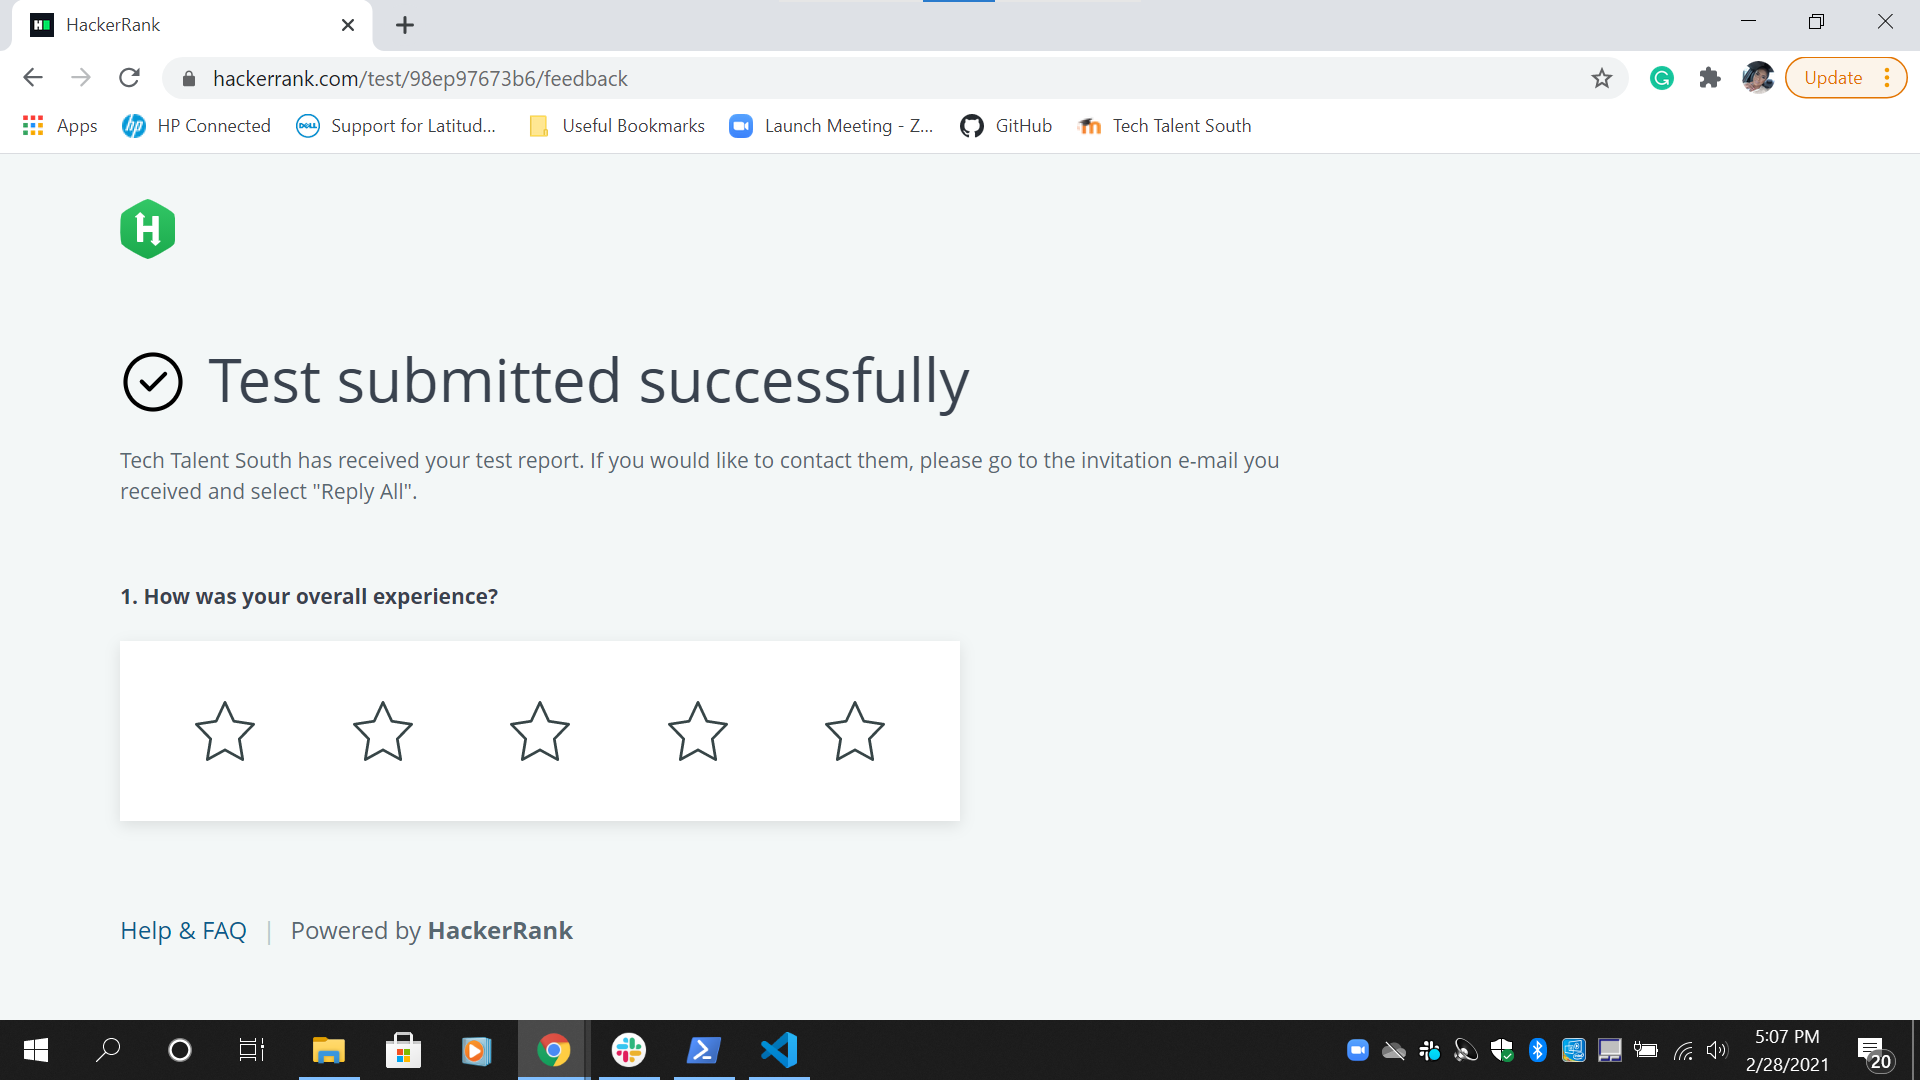 HackerRank
hackerrank.com/test/98ep97673b6/feedback
Update
Apps
HP Connected
Support for Latitud...
Useful Bookmarks
Launch Meeting - Z...
GitHub
Tech Talent South
Test submitted successfully
Tech Talent South has received your test report. If you would like to contact them, please go to the invitation e-mail you
received and select "Reply All".
1. How was your overall experience?
Help & FAQ | Powered by HackerRank
5:07 PM
2/28/2021
20